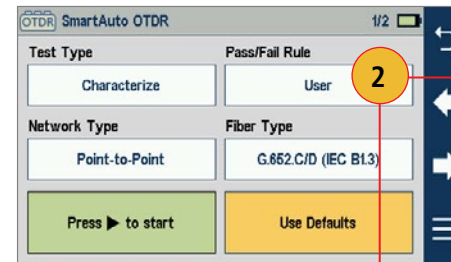 OTDR SmartAuto OTDR 1/2
Test Type Pass/Fail Rule
Characterize User
2
Network Type Fiber Type
Point-to-Point G.652.C/D (IEC B1.3)
Press ▶ to start Use Defaults